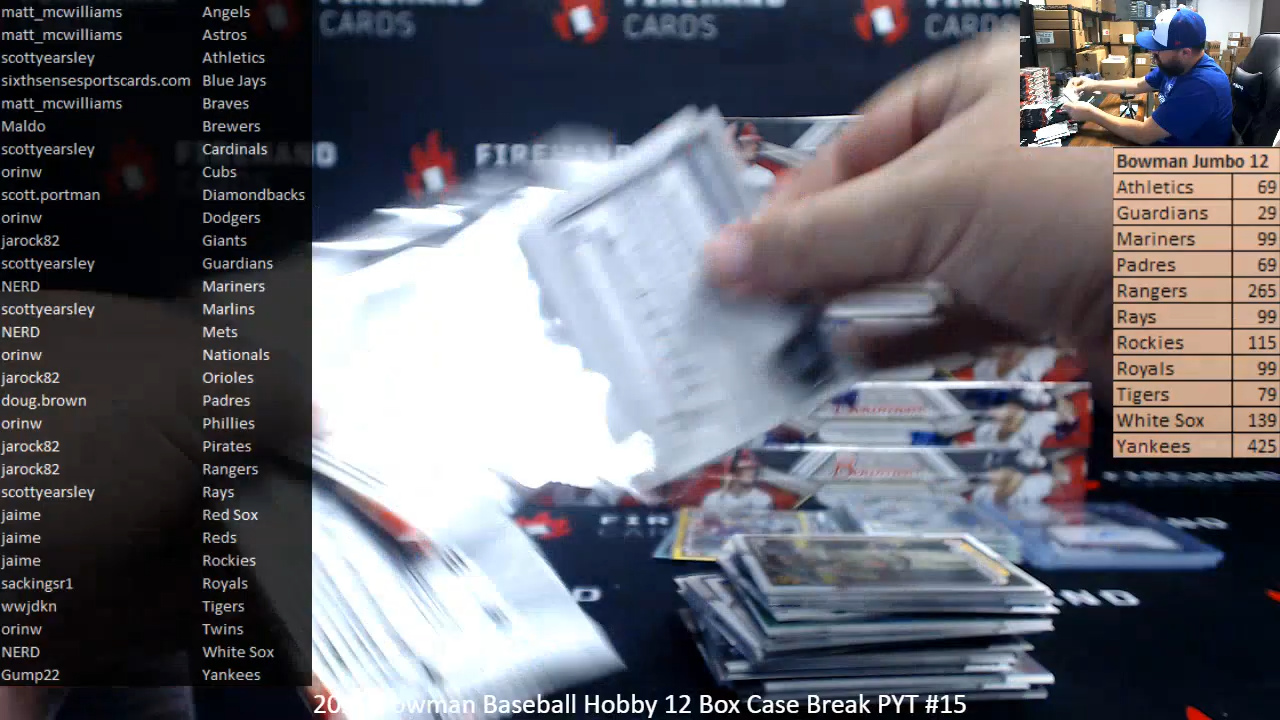 matt_mcwilliams Angels
matt_mcwilliams Astros
scottyearsley Athletics
sixthsensesportscards.com Blue Jays
matt_mcwilliams Braves
Maldo Brewers
scottyearsley Cardinals
orinw Cubs
scott.portman Diamondbacks
orinw Dodgers
jarock82 Giants
scottyearsley Guardians
NERD Mariners
scottyearsley Marlins
NERD Mets
orinw Nationals
jarock82 Orioles
doug.brown Padres
orinw Phillies
jarock82 Pirates
jarock82 Rangers
scottyearsley Rays
jaime Red Sox
jaime Reds
jaime Rockies
sackingsr1 Royals
wwjdkn Tigers
orinw Twins
NERD White Sox
Gump22 Yankees
FIREHAND
CARDS
CARDS
CARDS
Bowman Jumbo 12
Athletics 69
Guardians 29
Mariners 99
Padres 69
Rangers 265
Rays 99
Rockies 115
Royals 99
Tigers 79
White Sox 139
Yankees 425
Baseball Hobby 12 Box Case Break PYT #15